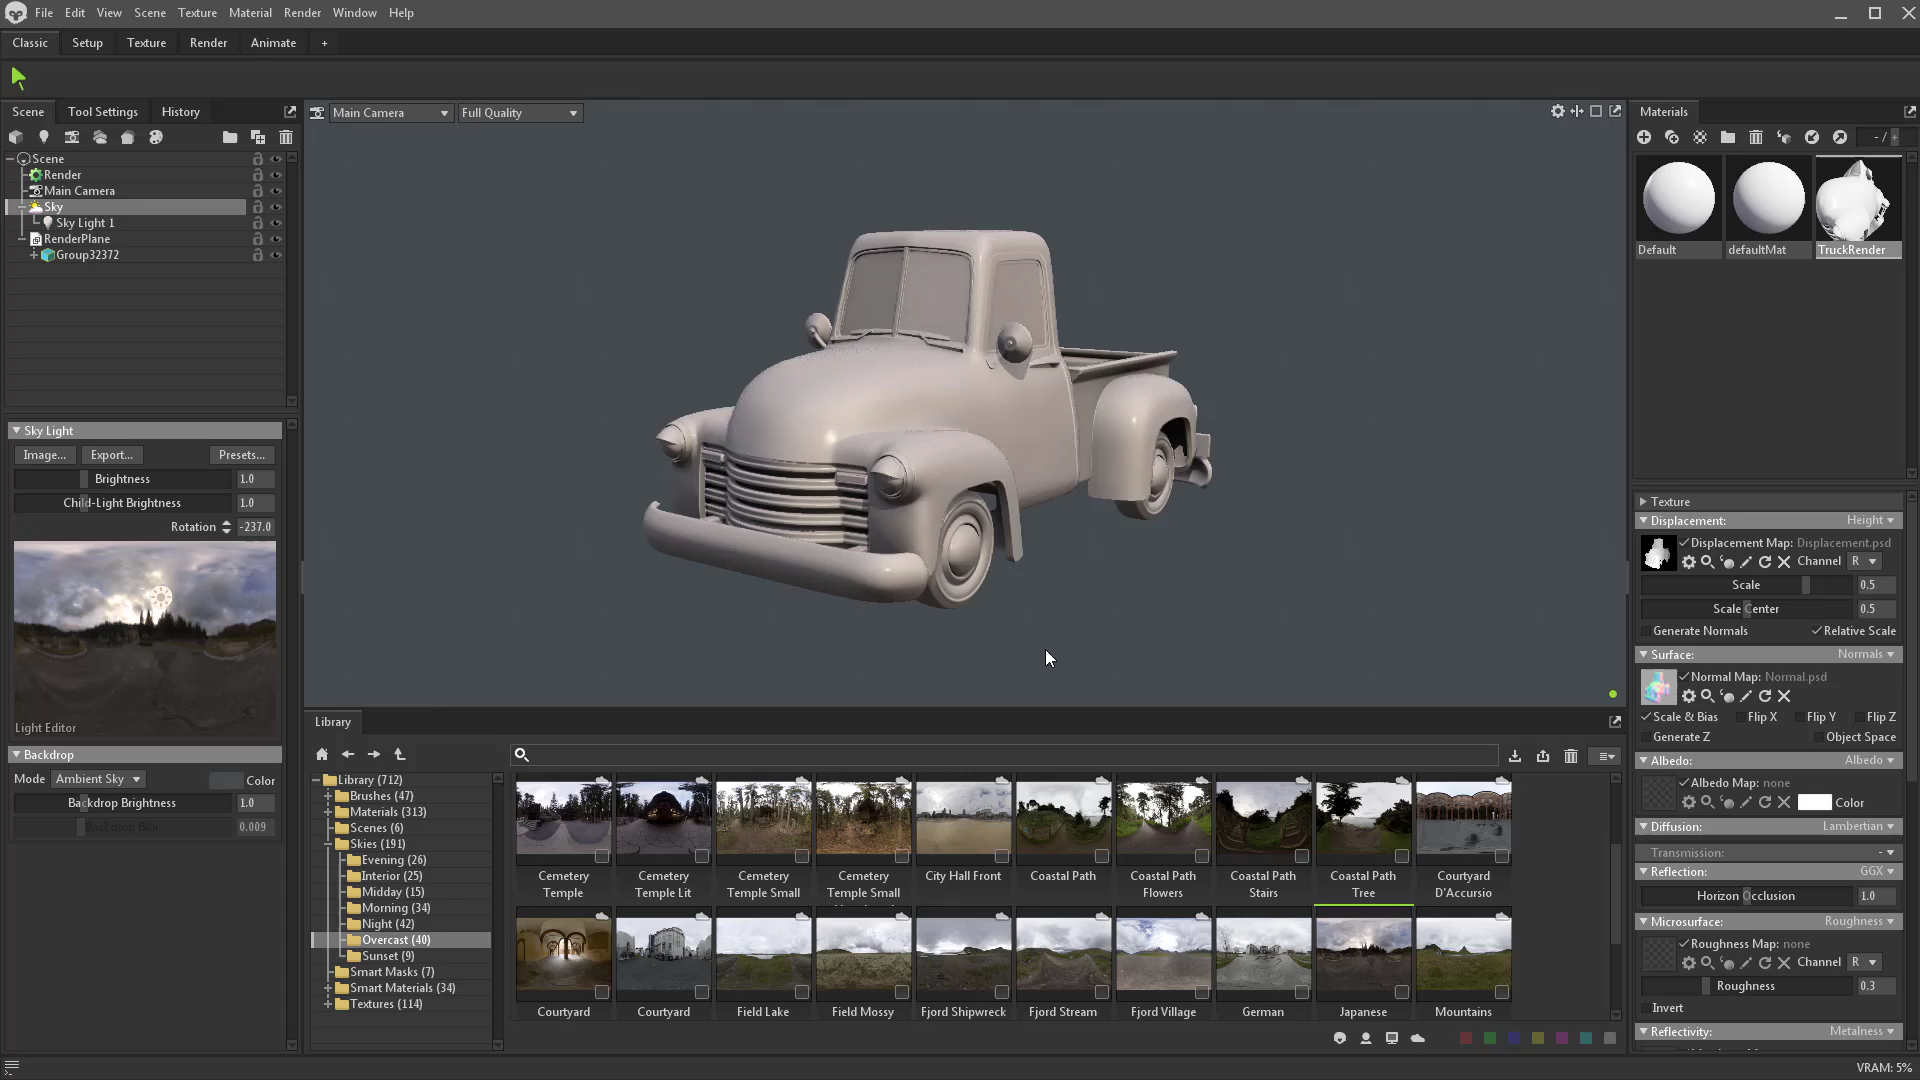 File Edit View Scene Texture Material Render Window Help
Classic Setup Texture Render Animate +
Scene Tool Settings History
Main Camera Full Quality
Materials
Scene
Render
Main Camera
Sky
Sky Light 1
RenderPlane
Group32372
Default defaultMat TruckRender
Sky Light
Image... Export... Presets...
Brightness 1.0
Child-Light Brightness 1.0
Rotation -237.0
Light Editor
Backdrop
Mode Ambient Sky Color
Backdrop Brightness 1.0
Backdrop Blur 0.009
Library
Library (712)
Brushes (47)
Materials (313)
Scenes (6)
Skies (191)
Evening (26)
Interior (25)
Midday (15)
Morning (34)
Night (42)
Overcast (40)
Sunset (9)
Smart Masks (7)
Smart Materials (34)
Textures (114)
Cemetery Temple
Cemetery Temple Lit
Cemetery Temple Small
Cemetery Temple Small
City Hall Front
Coastal Path
Coastal Path Flowers
Coastal Path Stairs
Coastal Path Tree
Courtyard D'Accursio
Courtyard
Courtyard
Field Lake
Field Mossy
Fjord Shipwreck
Fjord Stream
Fjord Village
German
Japanese
Mountains
Texture
Displacement: Height
Displacement Map: Displacement.psd
Channel R
Scale 0.5
Scale Center 0.5
Generate Normals Relative Scale
Surface: Normals
Normal Map: Normal.psd
Scale & Bias Flip X Flip Y Flip Z
Generate Z Object Space
Albedo: Albedo
Albedo Map: none
Color
Diffusion: Lambertian
Transmission: -
Reflection: GGX
Horizon Occlusion 1.0
Microsurface: Roughness
Roughness Map: none
Channel R
Roughness 0.3
Invert
Reflectivity: Metalness
VRAM: 5%